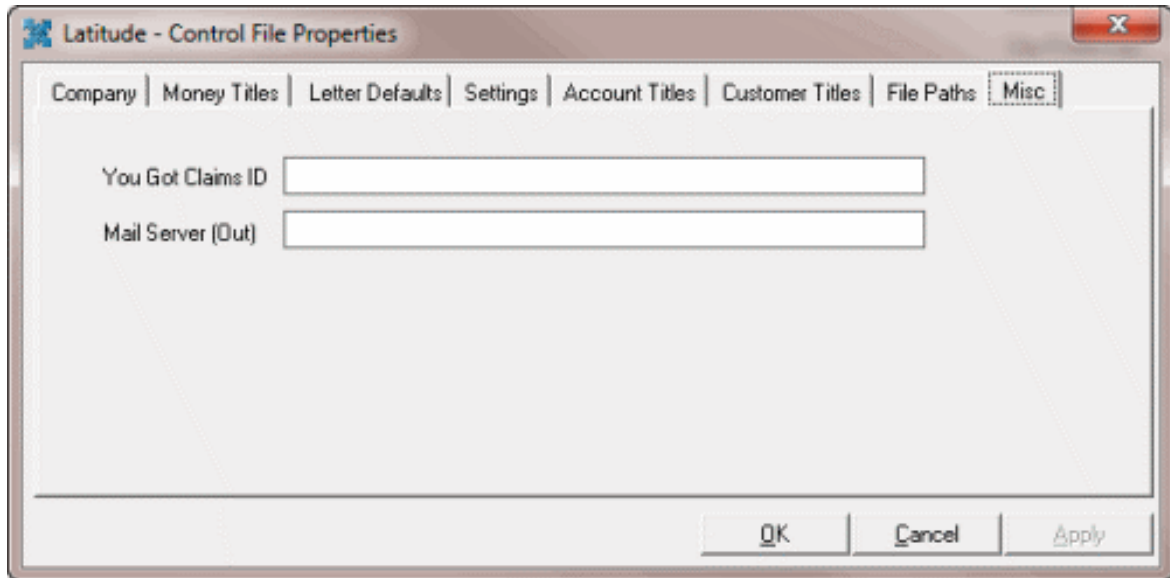 Latitude - Control File Properties
Company Money Titles Letter Defaults Settings Account Titles Customer Titles File Paths Misc
You Got Claims ID
Mail Server (Out)
OK Cancel Apply